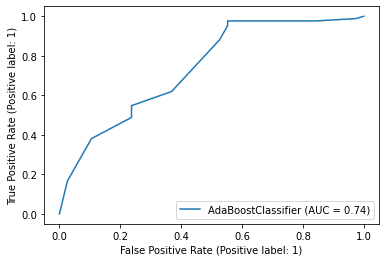 True Positive Rate (Positive label: 1)
1.0
0.8
0.6
0.4
0.2
0.0
0.0 0.2 0.4 0.6 0.8 1.0
False Positive Rate (Positive label: 1)
AdaBoostClassifier (AUC = 0.74)